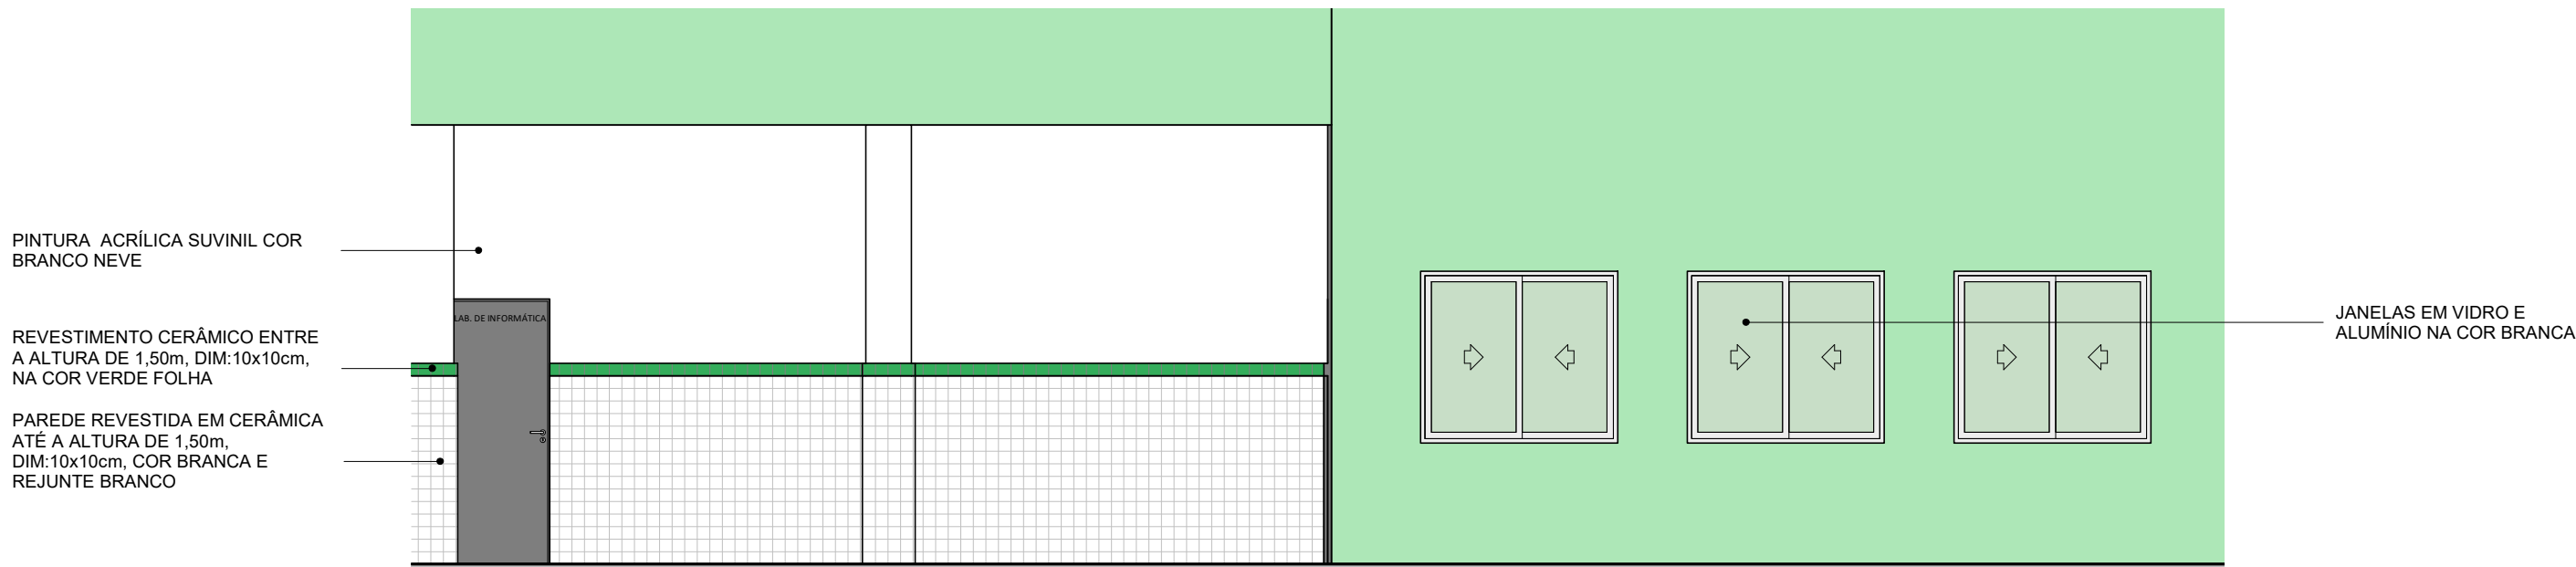 PINTURA  ACRÍLICA SUVINIL COR
BRANCO NEVE
LAB. DE INFORMÁTICA
REVESTIMENTO CERÂMICO ENTRE
A ALTURA DE 1,50m, DIM:10x10cm,
NA COR VERDE FOLHA
PAREDE REVESTIDA EM CERÂMICA
ATÉ A ALTURA DE 1,50m,
DIM:10x10cm, COR BRANCA E
REJUNTE BRANCO
JANELAS EM VIDRO E
ALUMÍNIO NA COR BRANCA